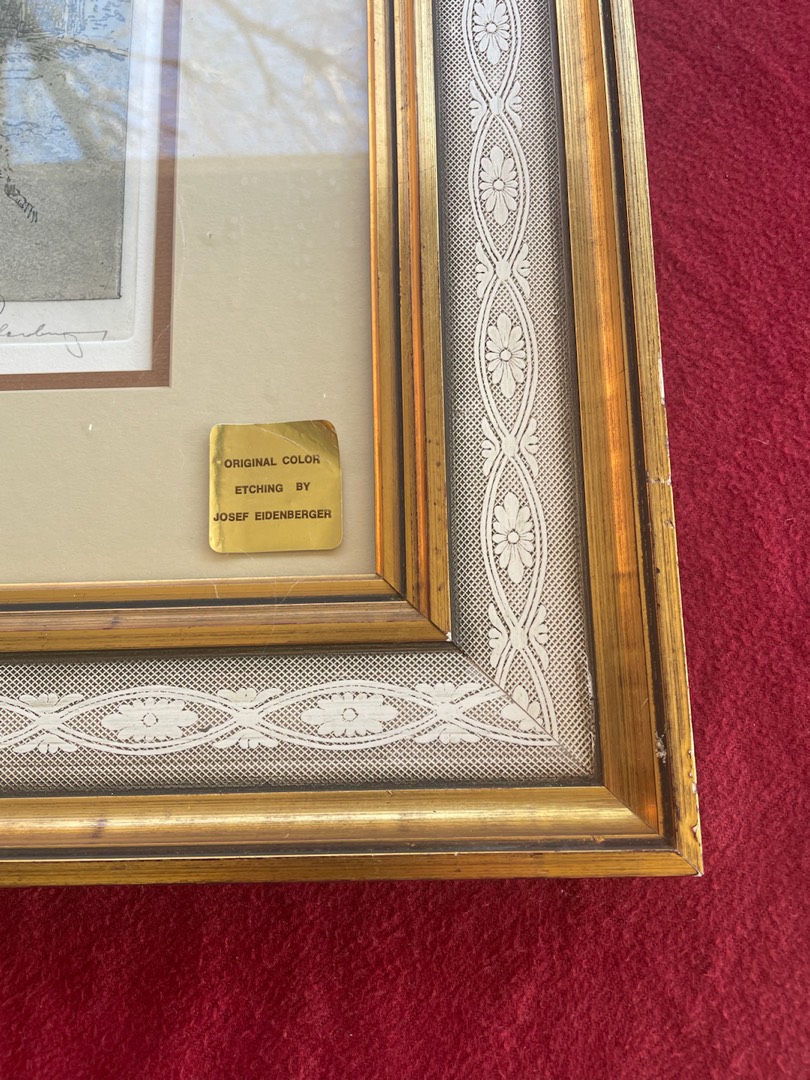 ORIGINAL COLOR
ETCHING BY
JOSEF EIDENBERGER